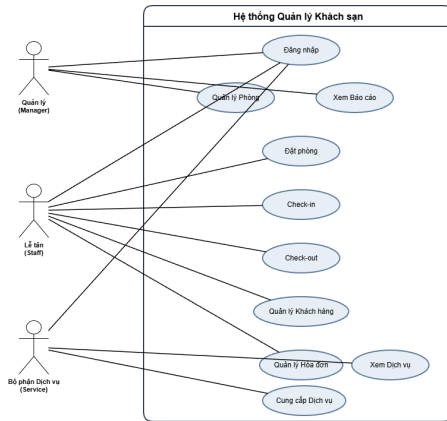 Hệ thống Quản lý Khách sạn
Đăng nhập
Quản lý
(Manager)
Quản lý Phòng
Xem Báo cáo
Đặt phòng
Check-in
Lễ tân
(Staff)
Check-out
Quản lý Khách hàng
Bộ phận Dịch vụ
(Service)
Quản lý Hóa đơn
Xem Dịch vụ
Cung cấp Dịch vụ